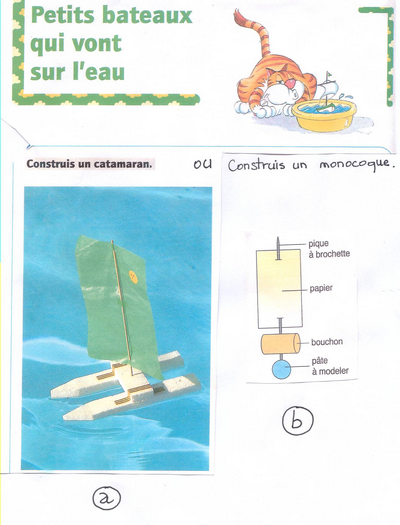 Petits bateaux
qui vont
sur l'eau
Construis un catamaran. OU Construis un monocoque.
pique
à brochette
papier
bouchon
pâte
à modeler
a
b